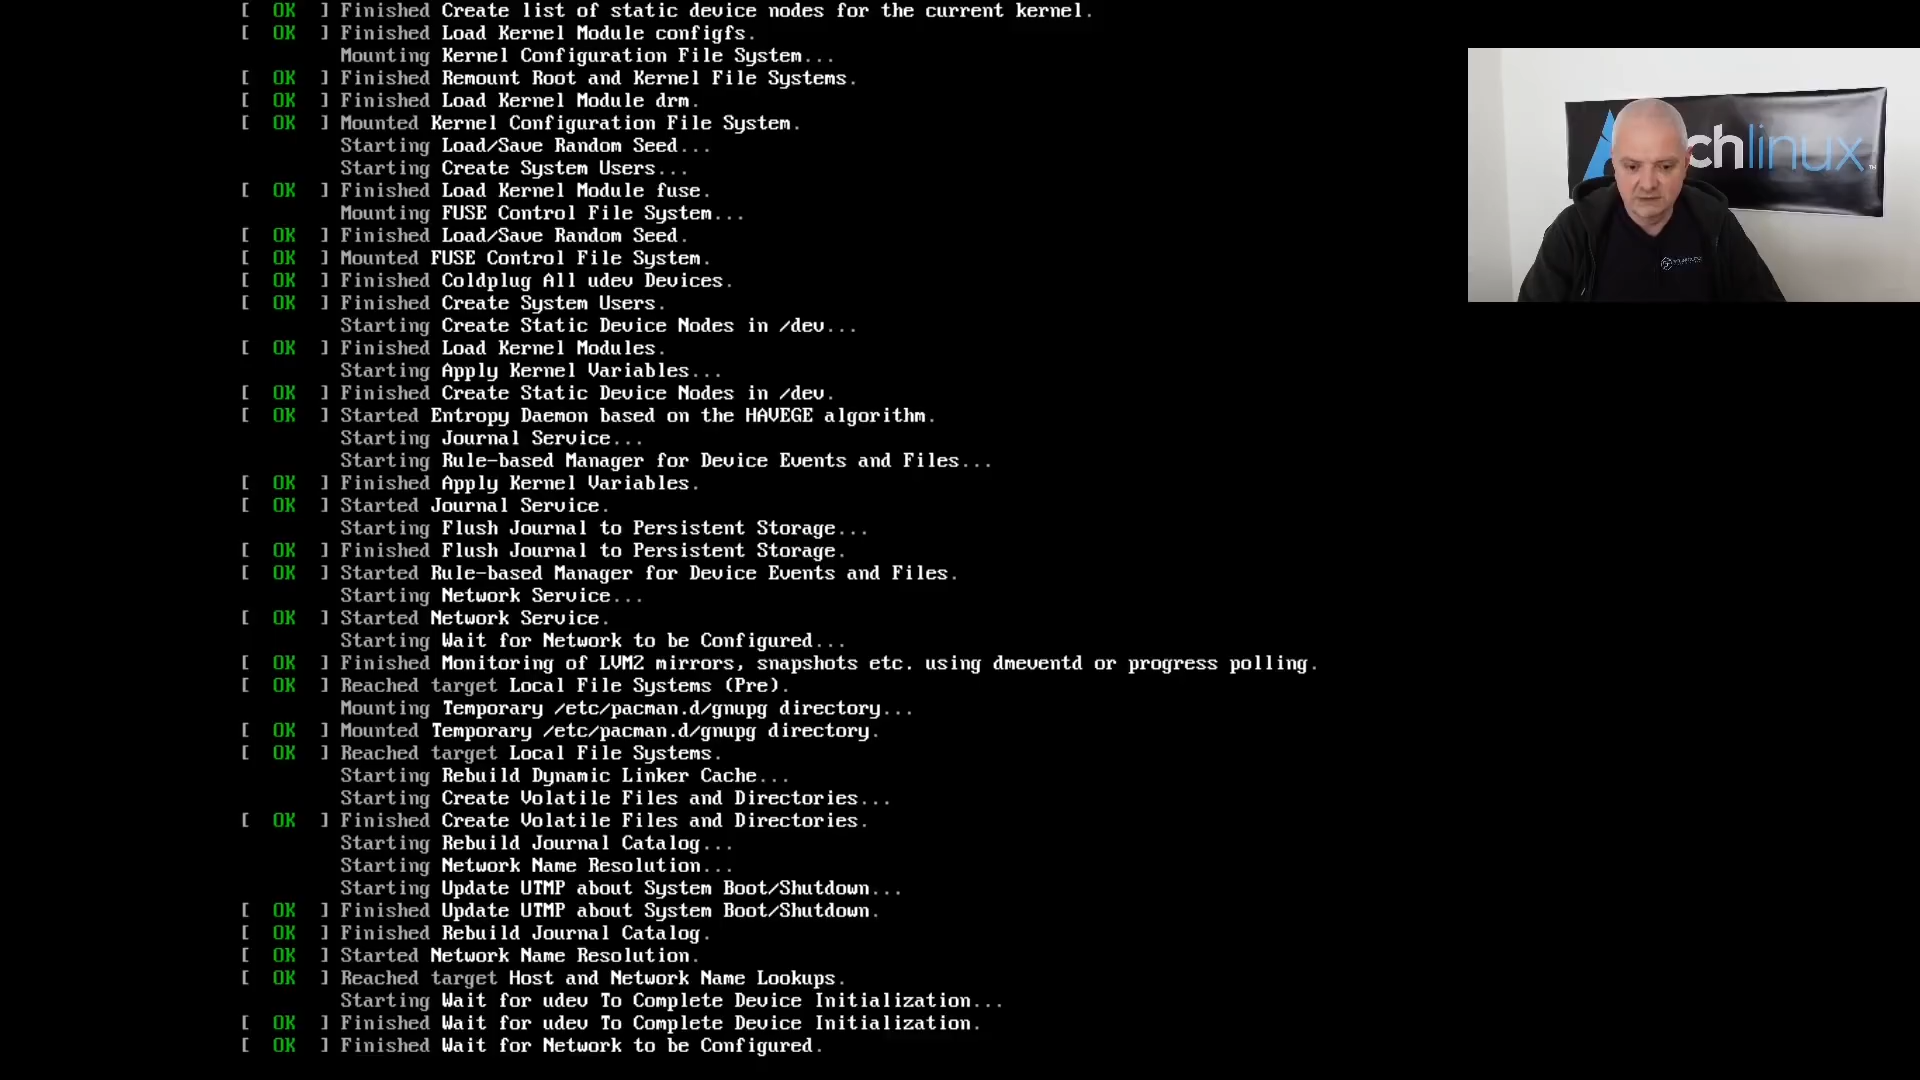 [ OK ] Finished Create list of static device nodes for the current kernel.
[ OK ] Finished Load Kernel Module configfs.
Mounting Kernel Configuration File System...
[ OK ] Finished Remount Root and Kernel File Systems.
[ OK ] Finished Load Kernel Module drm.
[ OK ] Mounted Kernel Configuration File System.
Starting Load/Save Random Seed...
Starting Create System Users...
[ OK ] Finished Load Kernel Module fuse.
Mounting FUSE Control File System...
[ OK ] Finished Load/Save Random Seed.
[ OK ] Mounted FUSE Control File System.
[ OK ] Finished Coldplug All udev Devices.
[ OK ] Finished Create System Users.
Starting Create Static Device Nodes in /dev...
[ OK ] Finished Load Kernel Modules.
Starting Apply Kernel Variables...
[ OK ] Finished Create Static Device Nodes in /dev.
[ OK ] Started Entropy Daemon based on the HAVEGE algorithm.
Starting Journal Service...
Starting Rule-based Manager for Device Events and Files...
[ OK ] Finished Apply Kernel Variables.
[ OK ] Started Journal Service.
Starting Flush Journal to Persistent Storage...
[ OK ] Finished Flush Journal to Persistent Storage.
[ OK ] Started Rule-based Manager for Device Events and Files.
Starting Network Service...
[ OK ] Started Network Service.
Starting Wait for Network to be Configured...
[ OK ] Finished Monitoring of LVM2 mirrors, snapshots etc. using dmeventd or progress polling.
[ OK ] Reached target Local File Systems (Pre).
Mounting Temporary /etc/pacman.d/gnupg directory...
[ OK ] Mounted Temporary /etc/pacman.d/gnupg directory.
[ OK ] Reached target Local File Systems.
Starting Rebuild Dynamic Linker Cache...
Starting Create Volatile Files and Directories...
[ OK ] Finished Create Volatile Files and Directories.
Starting Rebuild Journal Catalog...
Starting Network Name Resolution...
Starting Update UTMP about System Boot/Shutdown...
[ OK ] Finished Update UTMP about System Boot/Shutdown.
[ OK ] Finished Rebuild Journal Catalog.
[ OK ] Started Network Name Resolution.
[ OK ] Reached target Host and Network Name Lookups.
Starting Wait for udev To Complete Device Initialization...
[ OK ] Finished Wait for udev To Complete Device Initialization.
[ OK ] Finished Wait for Network to be Configured.
chlinux™